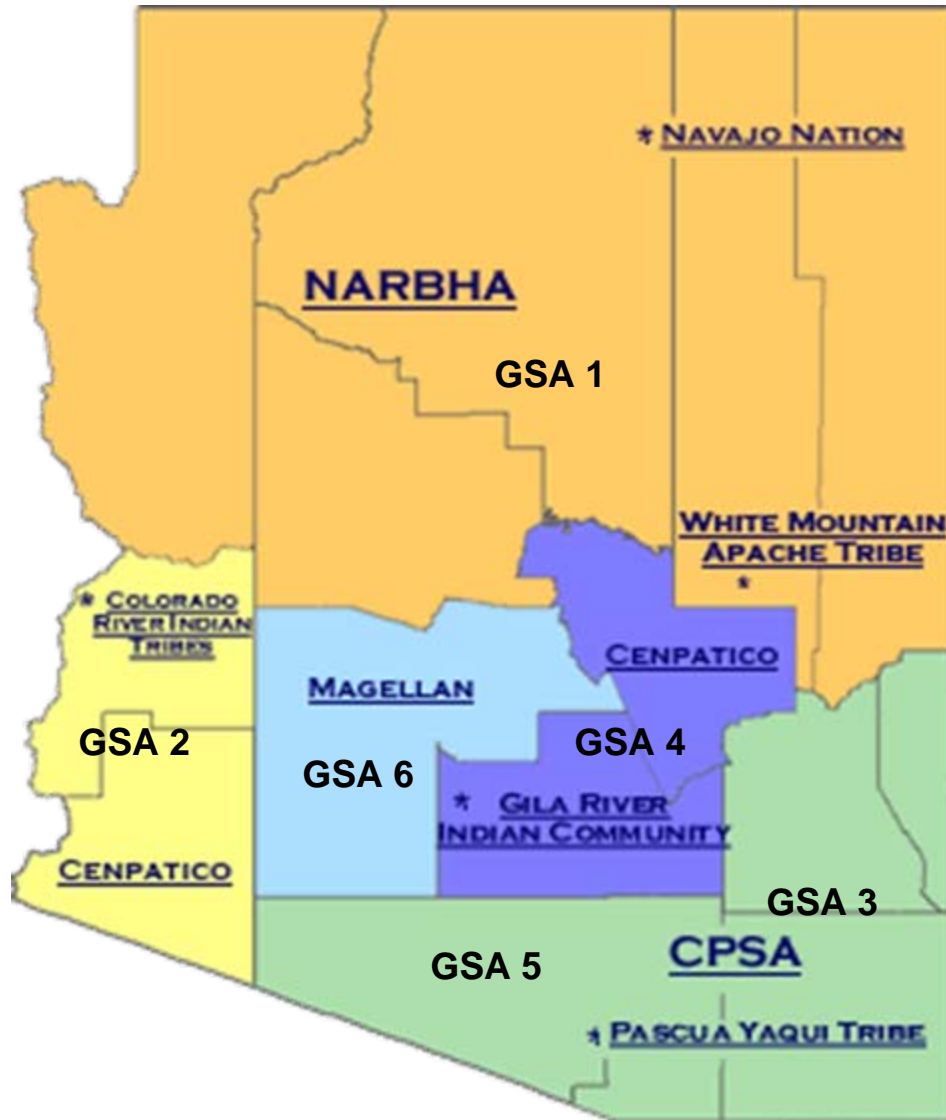 * NAVAJO NATION
NARBHA
GSA 1
WHITE MOUNTAIN
APACHE TRIBE
*
* COLORADO
RIVER INDIAN
TRIBES
CENPATICO
MAGELLAN
GSA 2
GSA 4
GSA 6
* GILA RIVER
INDIAN COMMUNITY
CENPATICO
GSA 3
GSA 5
CPSA
* PASCUA YAQUI TRIBE